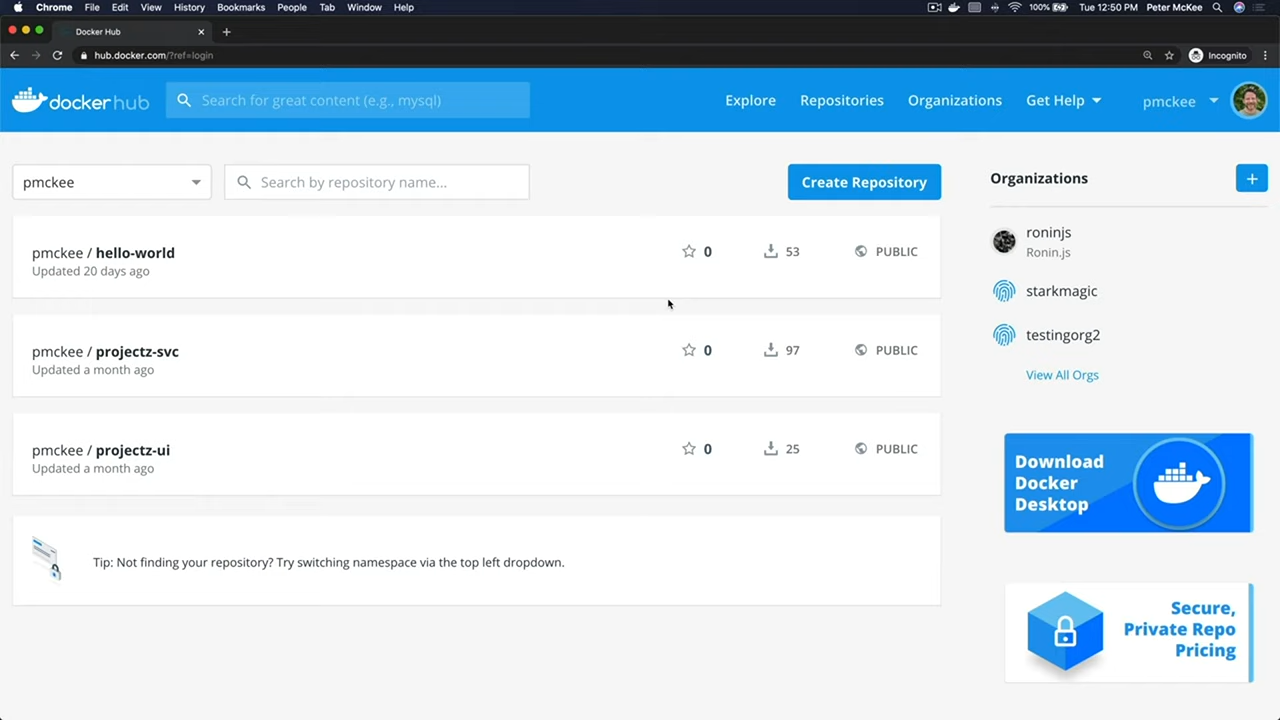 Chrome File Edit View History Bookmarks People Tab Window Help 100% Tue 12:50 PM Peter McKee
Docker Hub
hub.docker.com/?ref=login Incognito
dockerhub Search for great content (e.g., mysql) Explore Repositories Organizations Get Help pmckee
pmckee Search by repository name... Create Repository
pmckee / hello-world 0 53 PUBLIC
Updated 20 days ago
pmckee / projectz-svc 0 97 PUBLIC
Updated a month ago
pmckee / projectz-ui 0 25 PUBLIC
Updated a month ago
Tip: Not finding your repository? Try switching namespace via the top left dropdown.
Organizations +
roninjs
Ronin.js
starkmagic
testingorg2
View All Orgs
Download
Docker
Desktop
Secure,
Private Repo
Pricing